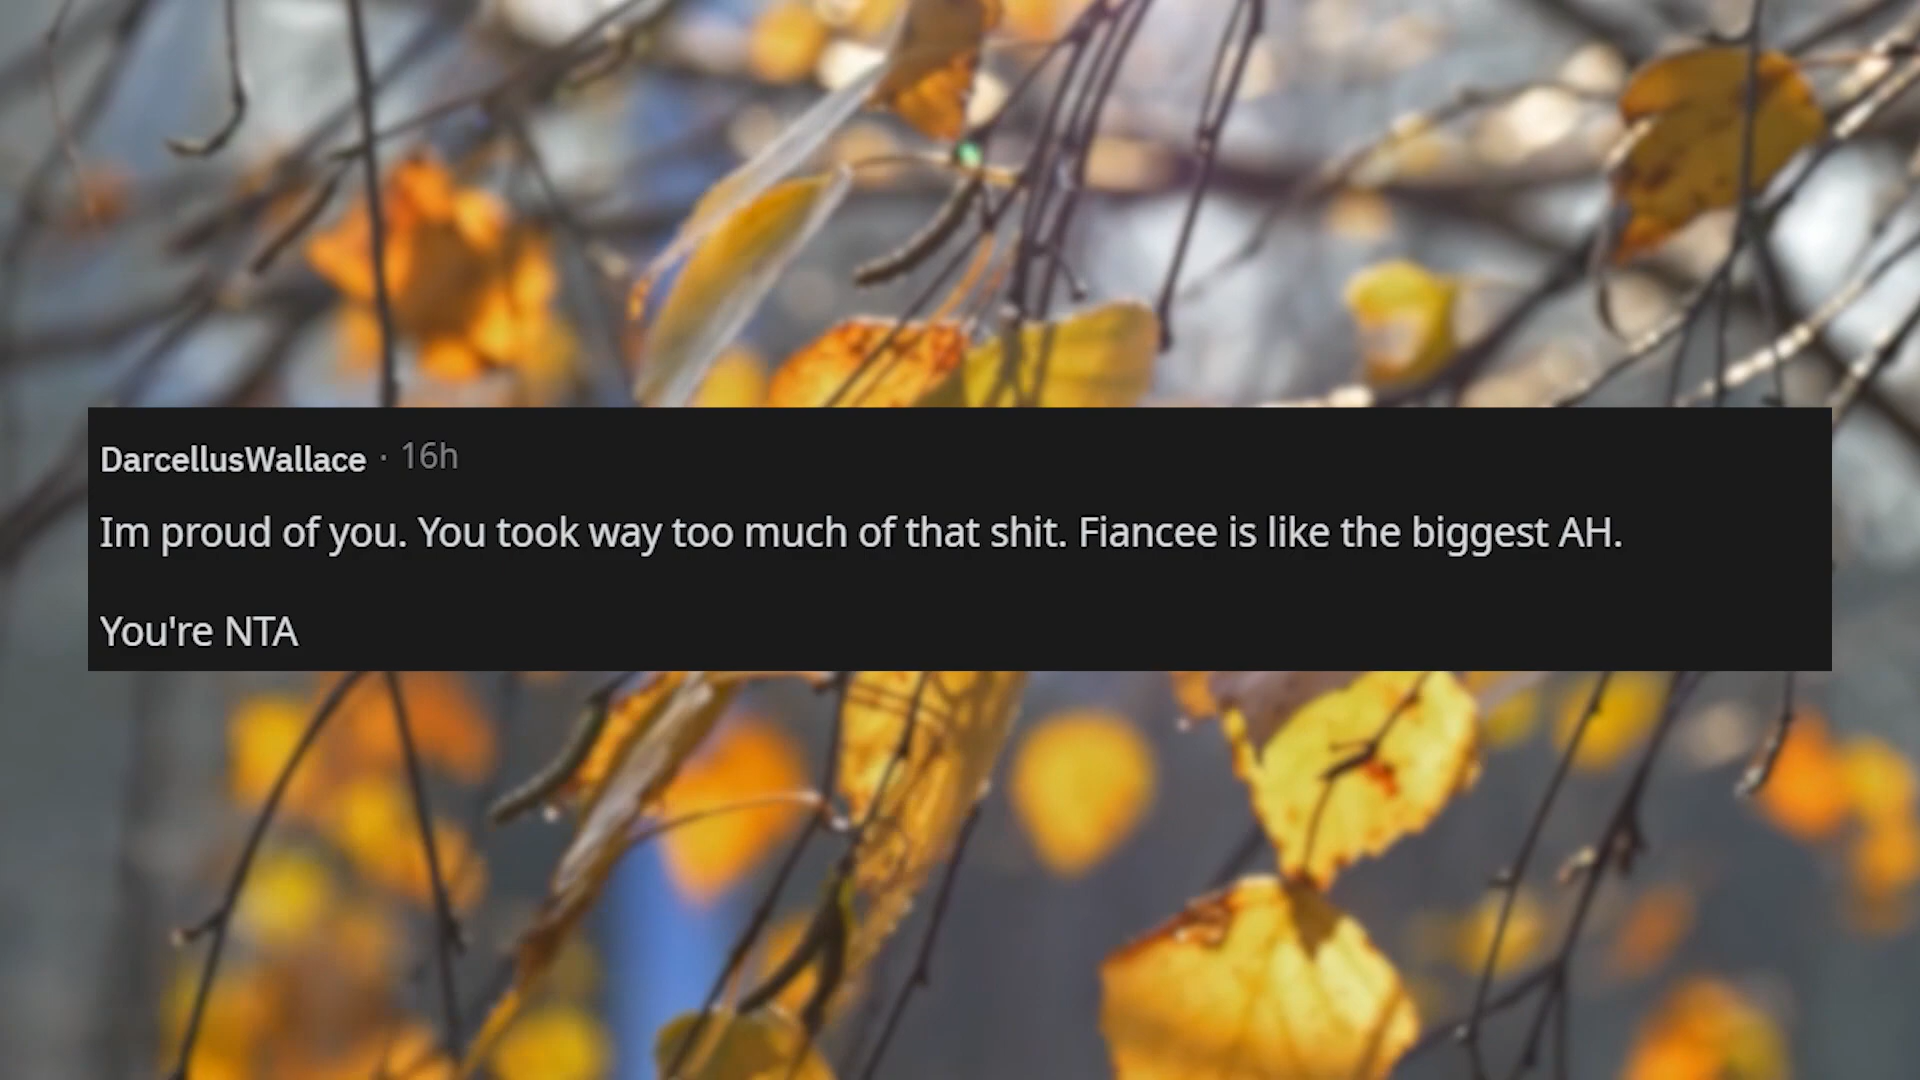 DarcellusWallace · 16h
Im proud of you. You took way too much of that shit. Fiancee is like the biggest AH.
You're NTA